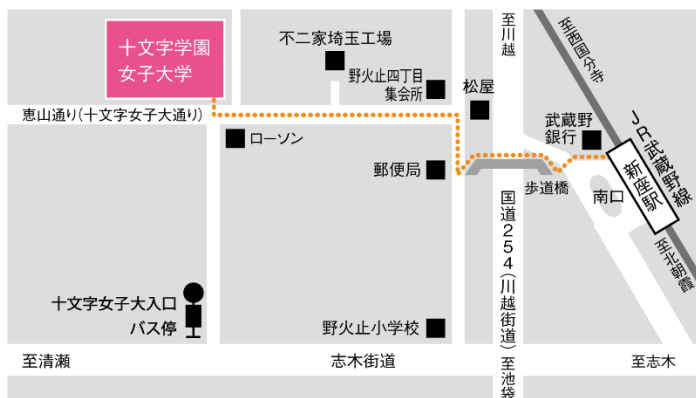 十文字学園
女子大学
不二家埼玉工場
野火止四丁目
集会所
至川越
松屋
至西国分寺
恵山通り(十文字女子大通り)
ローソン
武蔵野
銀行
JR武蔵野線
新座駅
郵便局
歩道橋
南口
国道254(川越街道)
至北朝霞
十文字女子大入口
バス停
野火止小学校
至清瀬
志木街道
至池袋
至志木